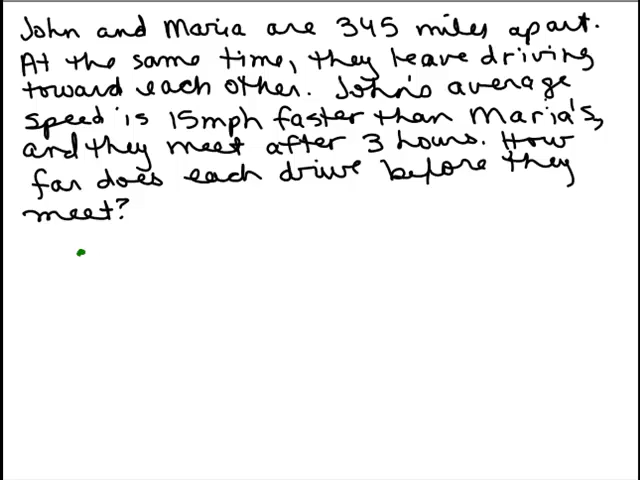 John and Maria are 345 miles apart.
At the same time, they leave driving
toward each other. John's average
speed is 15mph faster than Maria's,
and they meet after 3 hours. How
far does each drive before they
meet?